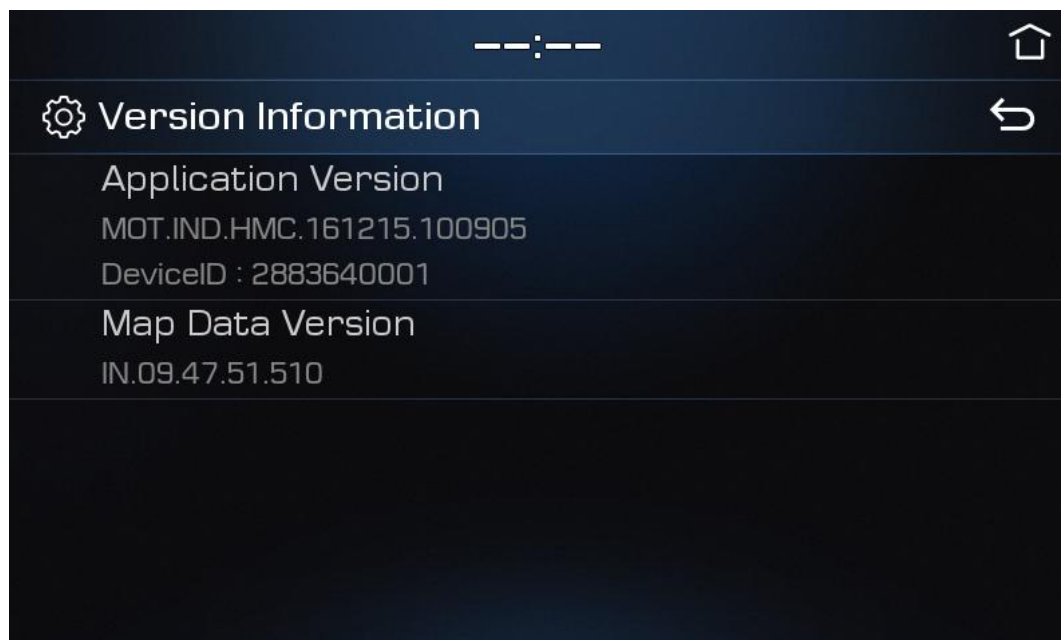 --:--
Version Information
Application Version
MOT.IND.HMC.161215.100905
DeviceID : 2883640001
Map Data Version
IN.09.47.51.510